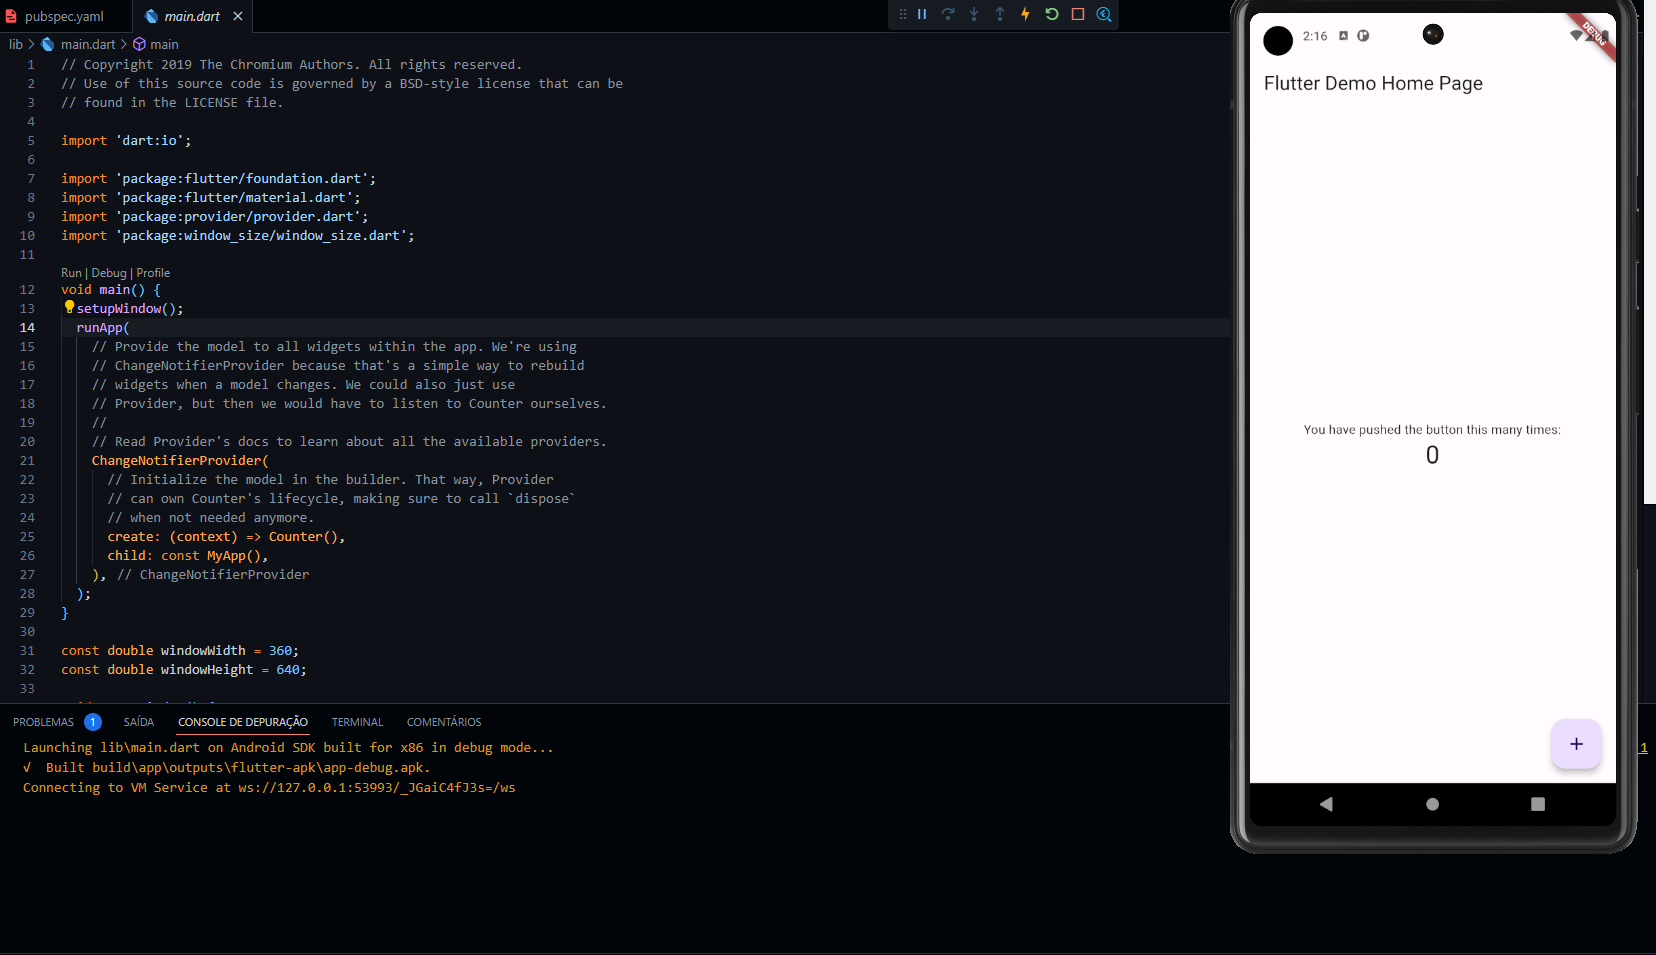 pubspec.yaml
main.dart
lib > main.dart > main
1 // Copyright 2019 The Chromium Authors. All rights reserved.
2 // Use of this source code is governed by a BSD-style license that can be
3 // found in the LICENSE file.
4
5 import 'dart:io';
6
7 import 'package:flutter/foundation.dart';
8 import 'package:flutter/material.dart';
9 import 'package:provider/provider.dart';
10 import 'package:window_size/window_size.dart';
11
Run | Debug | Profile
12 void main() {
13 setupWindow();
14 runApp(
15 // Provide the model to all widgets within the app. We're using
16 // ChangeNotifierProvider because that's a simple way to rebuild
17 // widgets when a model changes. We could also just use
18 // Provider, but then we would have to listen to Counter ourselves.
19 //
20 // Read Provider's docs to learn about all the available providers.
21 ChangeNotifierProvider(
22 // Initialize the model in the builder. That way, Provider
23 // can own Counter's lifecycle, making sure to call `dispose`
24 // when not needed anymore.
25 create: (context) => Counter(),
26 child: const MyApp(),
27 ), // ChangeNotifierProvider
28 );
29 }
30
31 const double windowWidth = 360;
32 const double windowHeight = 640;
33
PROBLEMAS 1 SAÍDA CONSOLE DE DEPURAÇÃO TERMINAL COMENTÁRIOS
Launching lib\main.dart on Android SDK built for x86 in debug mode...
√ Built build\app\outputs\flutter-apk\app-debug.apk.
Connecting to VM Service at ws://127.0.0.1:53993/_JGaiC4fJ3s=/ws
2:16
DEBUG
Flutter Demo Home Page
You have pushed the button this many times:
0
+
1